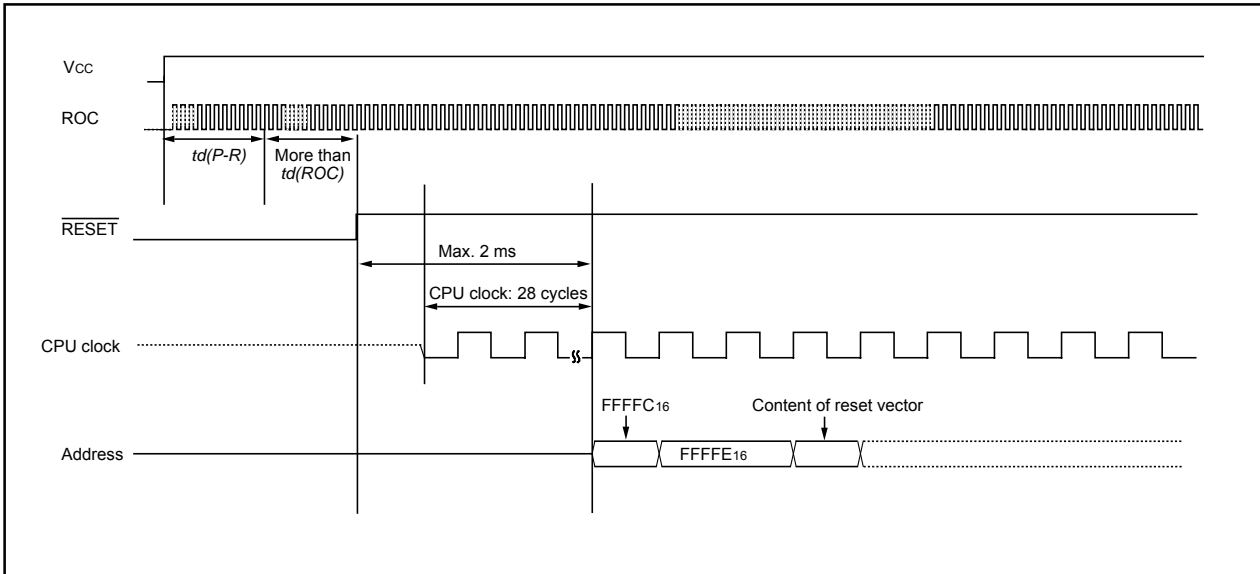 Vcc
ROC
td(P-R)
More than
td(ROC)
RESET
Max. 2 ms
CPU clock: 28 cycles
CPU clock
FFFFC16
Content of reset vector
Address
FFFFE16